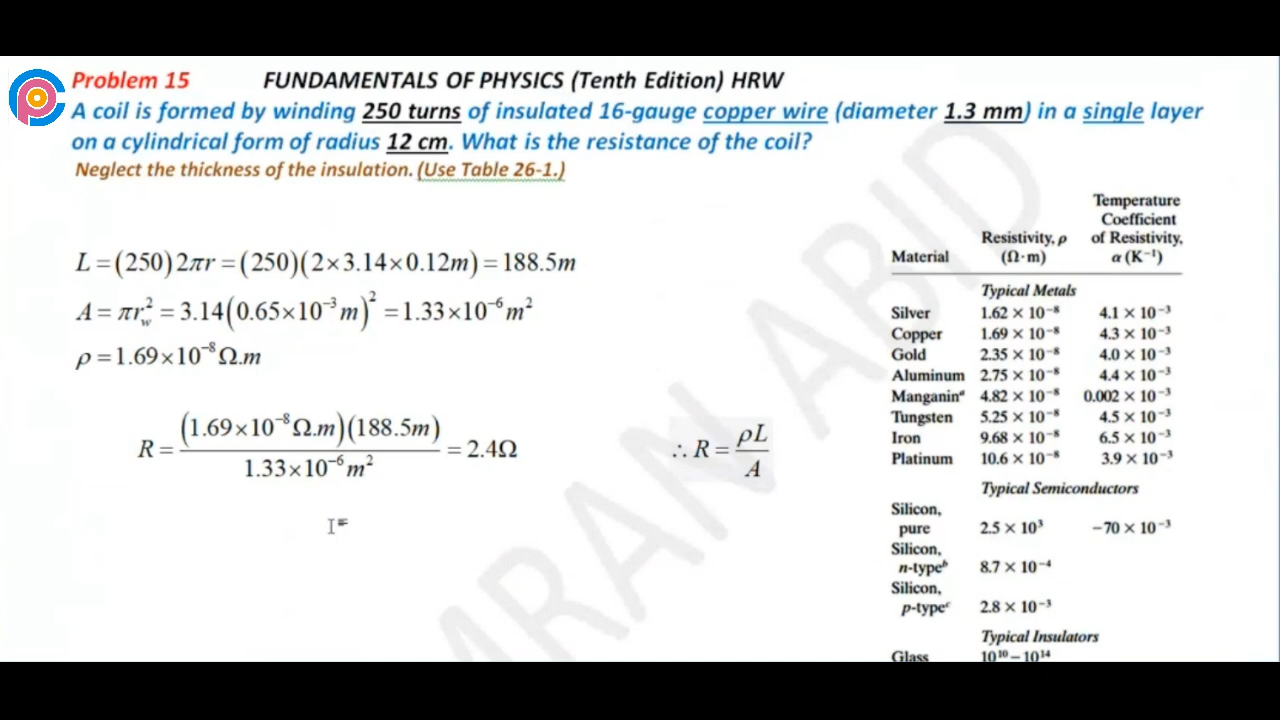 Problem 15 FUNDAMENTALS OF PHYSICS (Tenth Edition) HRW
A coil is formed by winding 250 turns of insulated 16-gauge copper wire (diameter 1.3 mm) in a single layer
on a cylindrical form of radius 12 cm. What is the resistance of the coil?
Neglect the thickness of the insulation. (Use Table 26-1.)
L = (250) 2πr = (250)(2×3.14×0.12m) = 188.5m
A = πr_w^2 = 3.14(0.65×10^-3 m)^2 = 1.33×10^-6 m^2
ρ = 1.69×10^-8 Ω.m
R = (1.69×10^-8 Ω.m)(188.5m) / 1.33×10^-6 m^2 = 2.4Ω
∴ R = ρL / A
Temperature
Coefficient
Resistivity, ρ of Resistivity,
Material (Ω·m) α (K⁻¹)
Typical Metals
Silver 1.62 × 10⁻⁸ 4.1 × 10⁻³
Copper 1.69 × 10⁻⁸ 4.3 × 10⁻³
Gold 2.35 × 10⁻⁸ 4.0 × 10⁻³
Aluminum 2.75 × 10⁻⁸ 4.4 × 10⁻³
Manganinᵃ 4.82 × 10⁻⁸ 0.002 × 10⁻³
Tungsten 5.25 × 10⁻⁸ 4.5 × 10⁻³
Iron 9.68 × 10⁻⁸ 6.5 × 10⁻³
Platinum 10.6 × 10⁻⁸ 3.9 × 10⁻³
Typical Semiconductors
Silicon,
pure 2.5 × 10³ −70 × 10⁻³
Silicon,
n-typeᵇ 8.7 × 10⁻⁴
Silicon,
p-typeᶜ 2.8 × 10⁻³
Typical Insulators
Glass 10¹⁰ − 10¹⁴
MRAN ABID